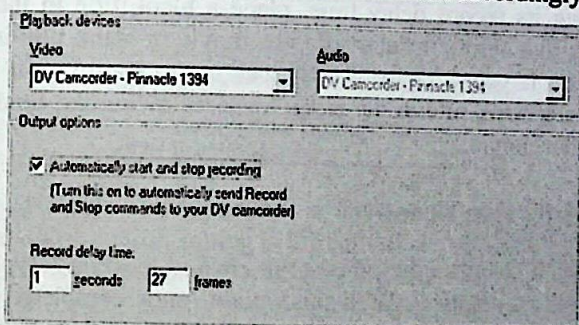 Playback devices
Video
Audio
DV Camcorder - Pinnacle 1394
DV Camcorder - Pinnacle 1394
Output options
Automatically start and stop recording
(Turn this on to automatically send Record
and Stop commands to your DV camcorder)
Record delay time:
1 seconds 27 frames